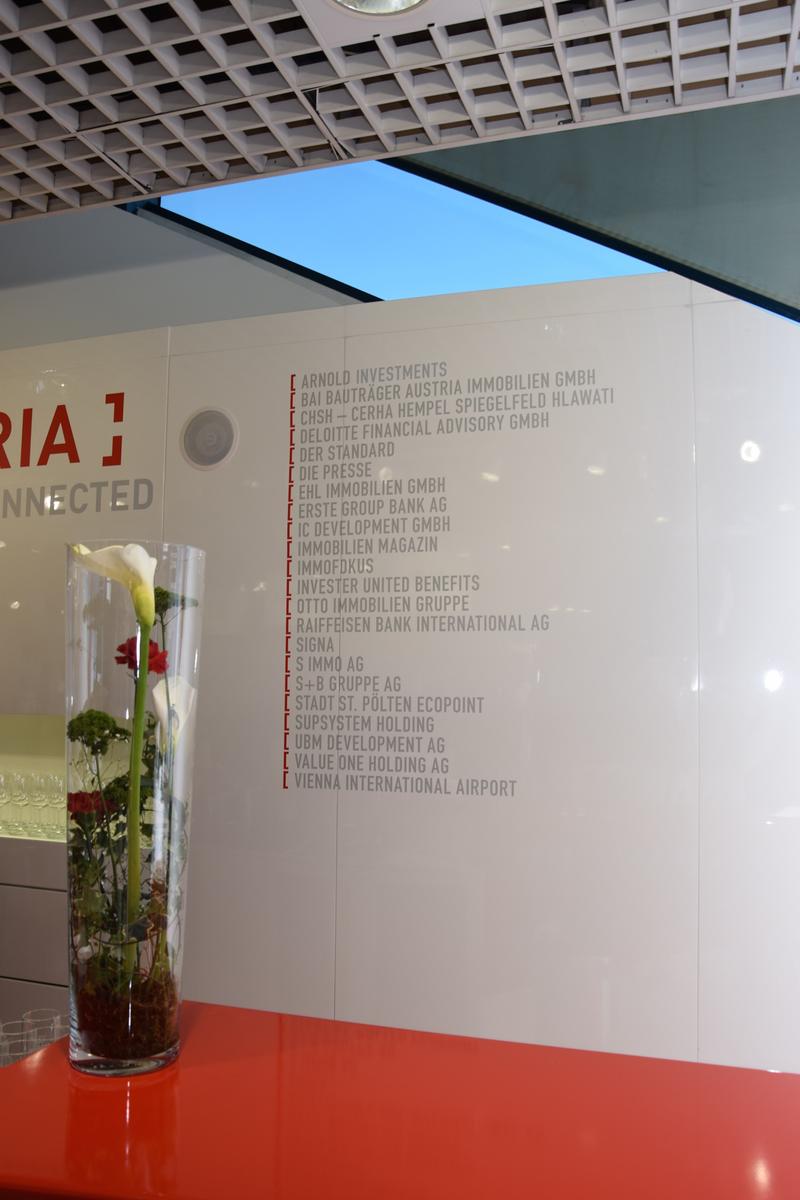 RIA ]
NNECTED
[ ARNOLD INVESTMENTS
[ BAI BAUTRÄGER AUSTRIA IMMOBILIEN GMBH
[ CHSH – CERHA HEMPEL SPIEGELFELD HLAWATI
[ DELOITTE FINANCIAL ADVISORY GMBH
[ DER STANDARD
[ DIE PRESSE
[ EHL IMMOBILIEN GMBH
[ ERSTE GROUP BANK AG
[ IC DEVELOPMENT GMBH
[ IMMOBILIEN MAGAZIN
[ IMMOFOKUS
[ INVESTER UNITED BENEFITS
[ OTTO IMMOBILIEN GRUPPE
[ RAIFFEISEN BANK INTERNATIONAL AG
[ SIGNA
[ S IMMO AG
[ S+B GRUPPE AG
[ STADT ST. PÖLTEN ECOPOINT
[ SUPSYSTEM HOLDING
[ UBM DEVELOPMENT AG
[ VALUE ONE HOLDING AG
[ VIENNA INTERNATIONAL AIRPORT